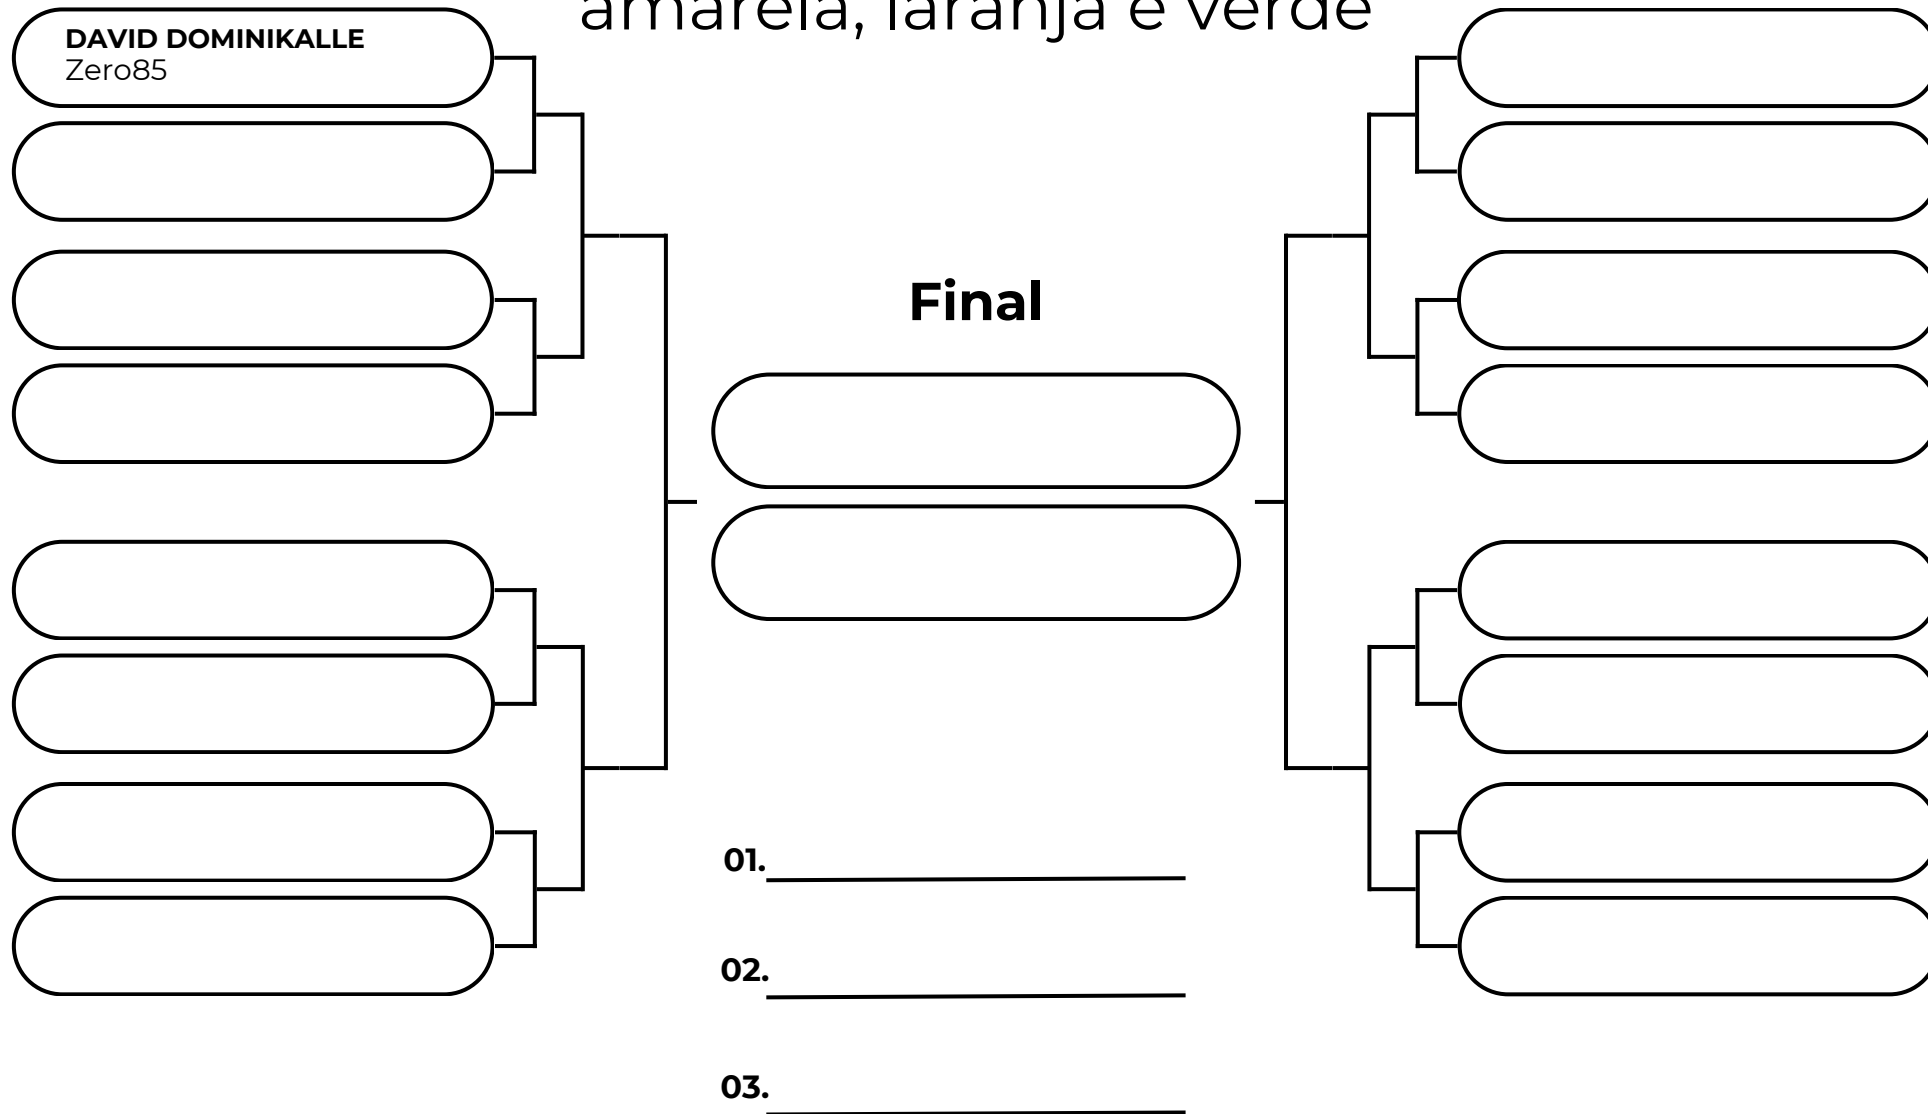 amarela, laranja e verde
DAVID DOMINIKALLE
Zero85
Final
01.
02.
03.